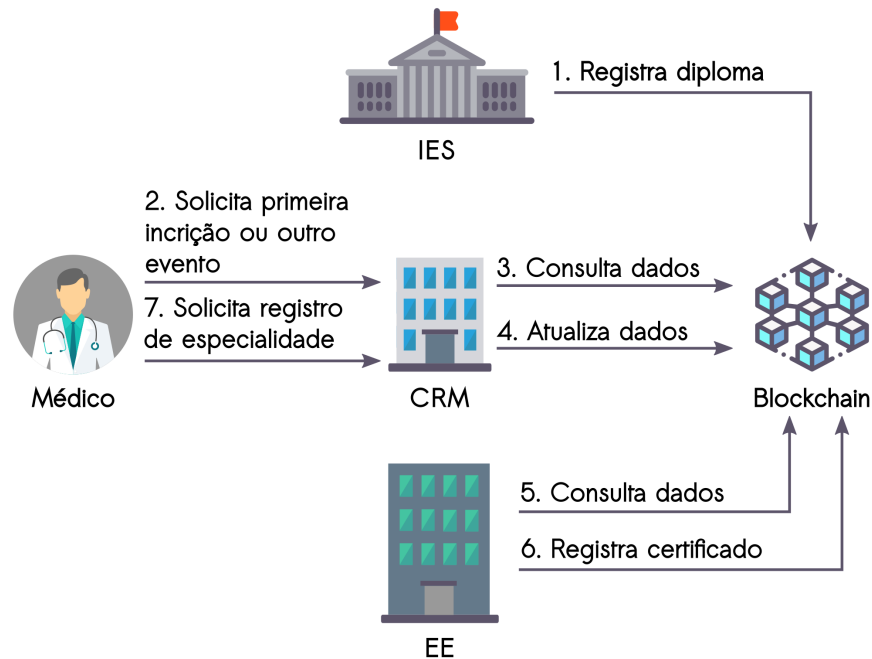 1. Registra diploma
IES
2. Solicita primeira
incrição ou outro
evento
7. Solicita registro
de especialidade
Médico
3. Consulta dados
4. Atualiza dados
CRM
Blockchain
5. Consulta dados
6. Registra certificado
EE